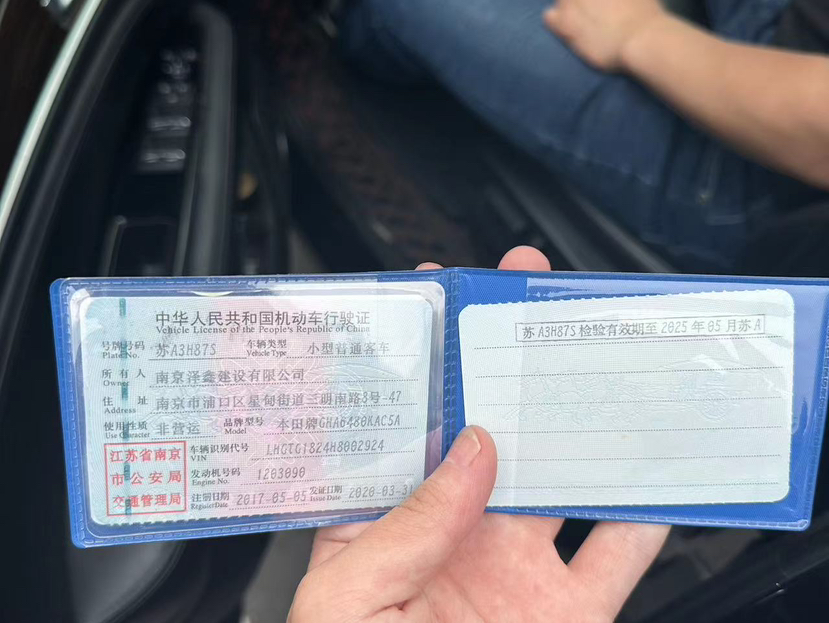 中华人民共和国机动车行驶证
Vehicle License of the People's Republic of China
号牌号码 苏A3H87S 车辆类型 小型普通客车
Plate No. Vehicle Type
所有人 南京泽鑫建设有限公司
Owner
住址 南京市浦口区星甸街道三明南路8号-47
Address
使用性质 非营运 品牌型号 本田牌GHA6480KAC5A
Use Character Model
江苏省南京
市公安局
交通管理局
车辆识别代号 LHGTG1824H8002924
VIN
发动机号码 1203090
Engine No.
注册日期 2017-05-05 发证日期 2020-03-31
Register Date Issue Date
苏A3H87S检验有效期至2025年05月苏A